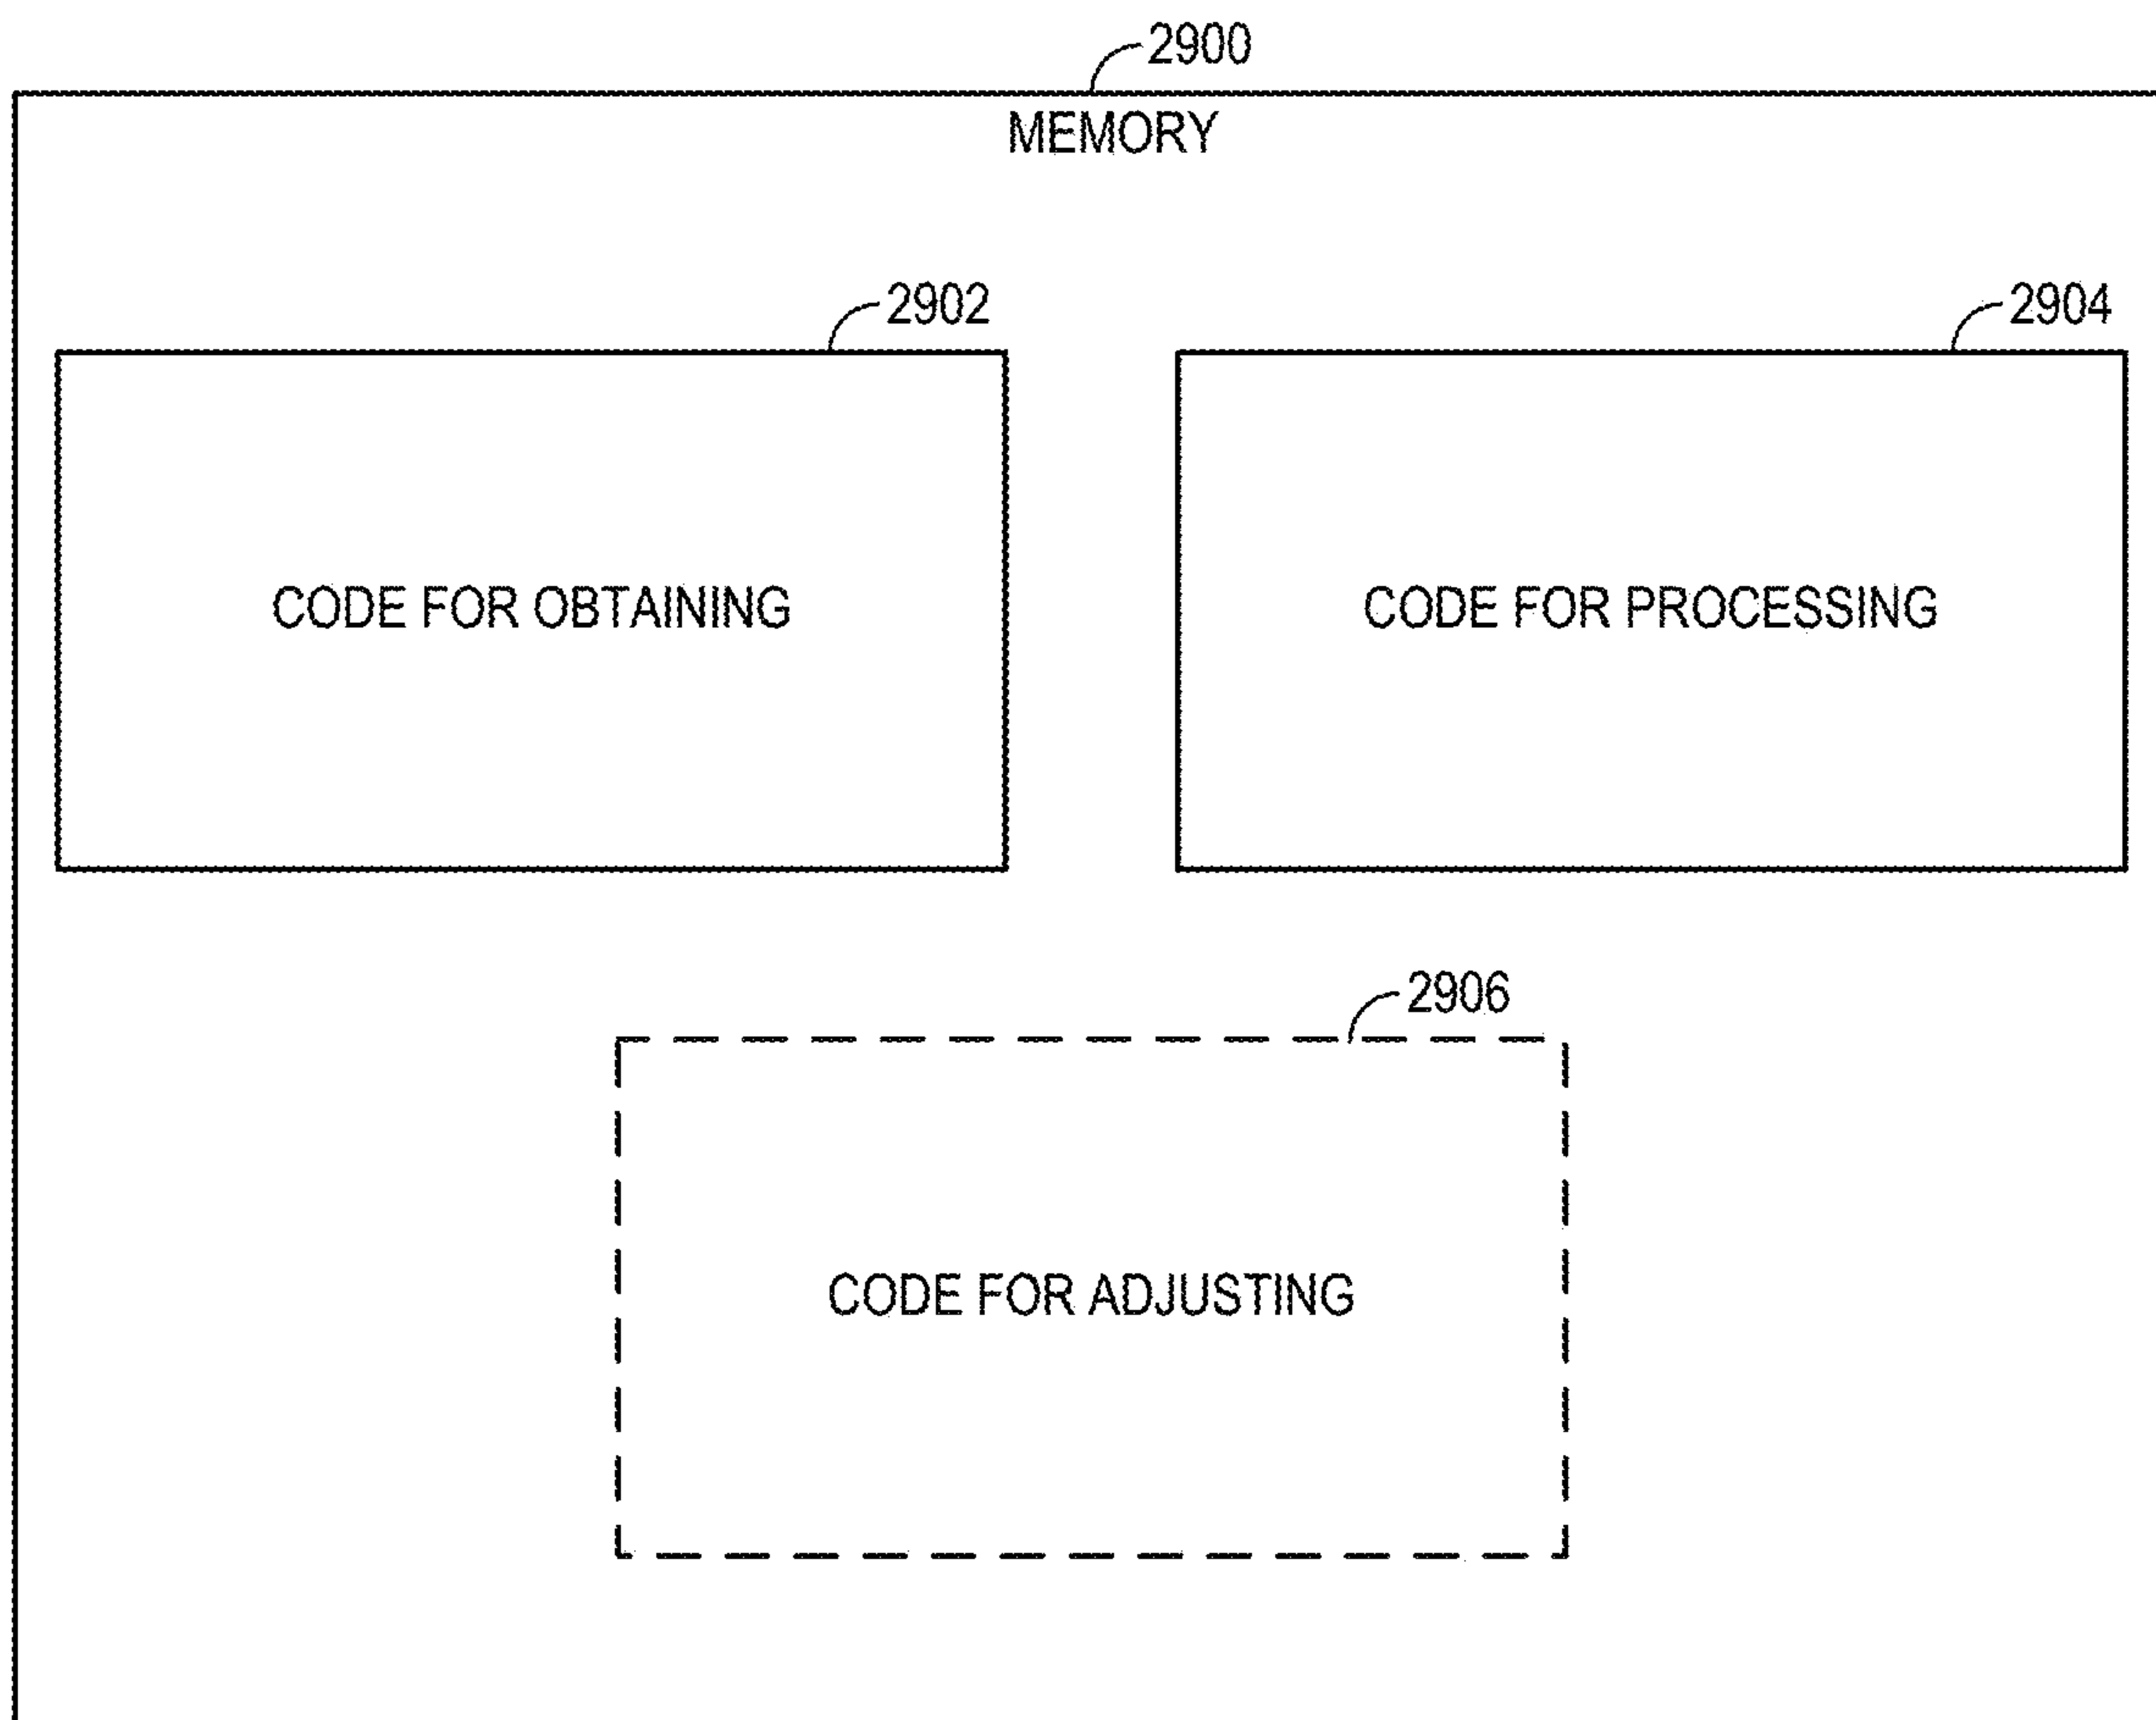 2900
MEMORY
2902
2904
CODE FOR OBTAINING
CODE FOR PROCESSING
2906
CODE FOR ADJUSTING